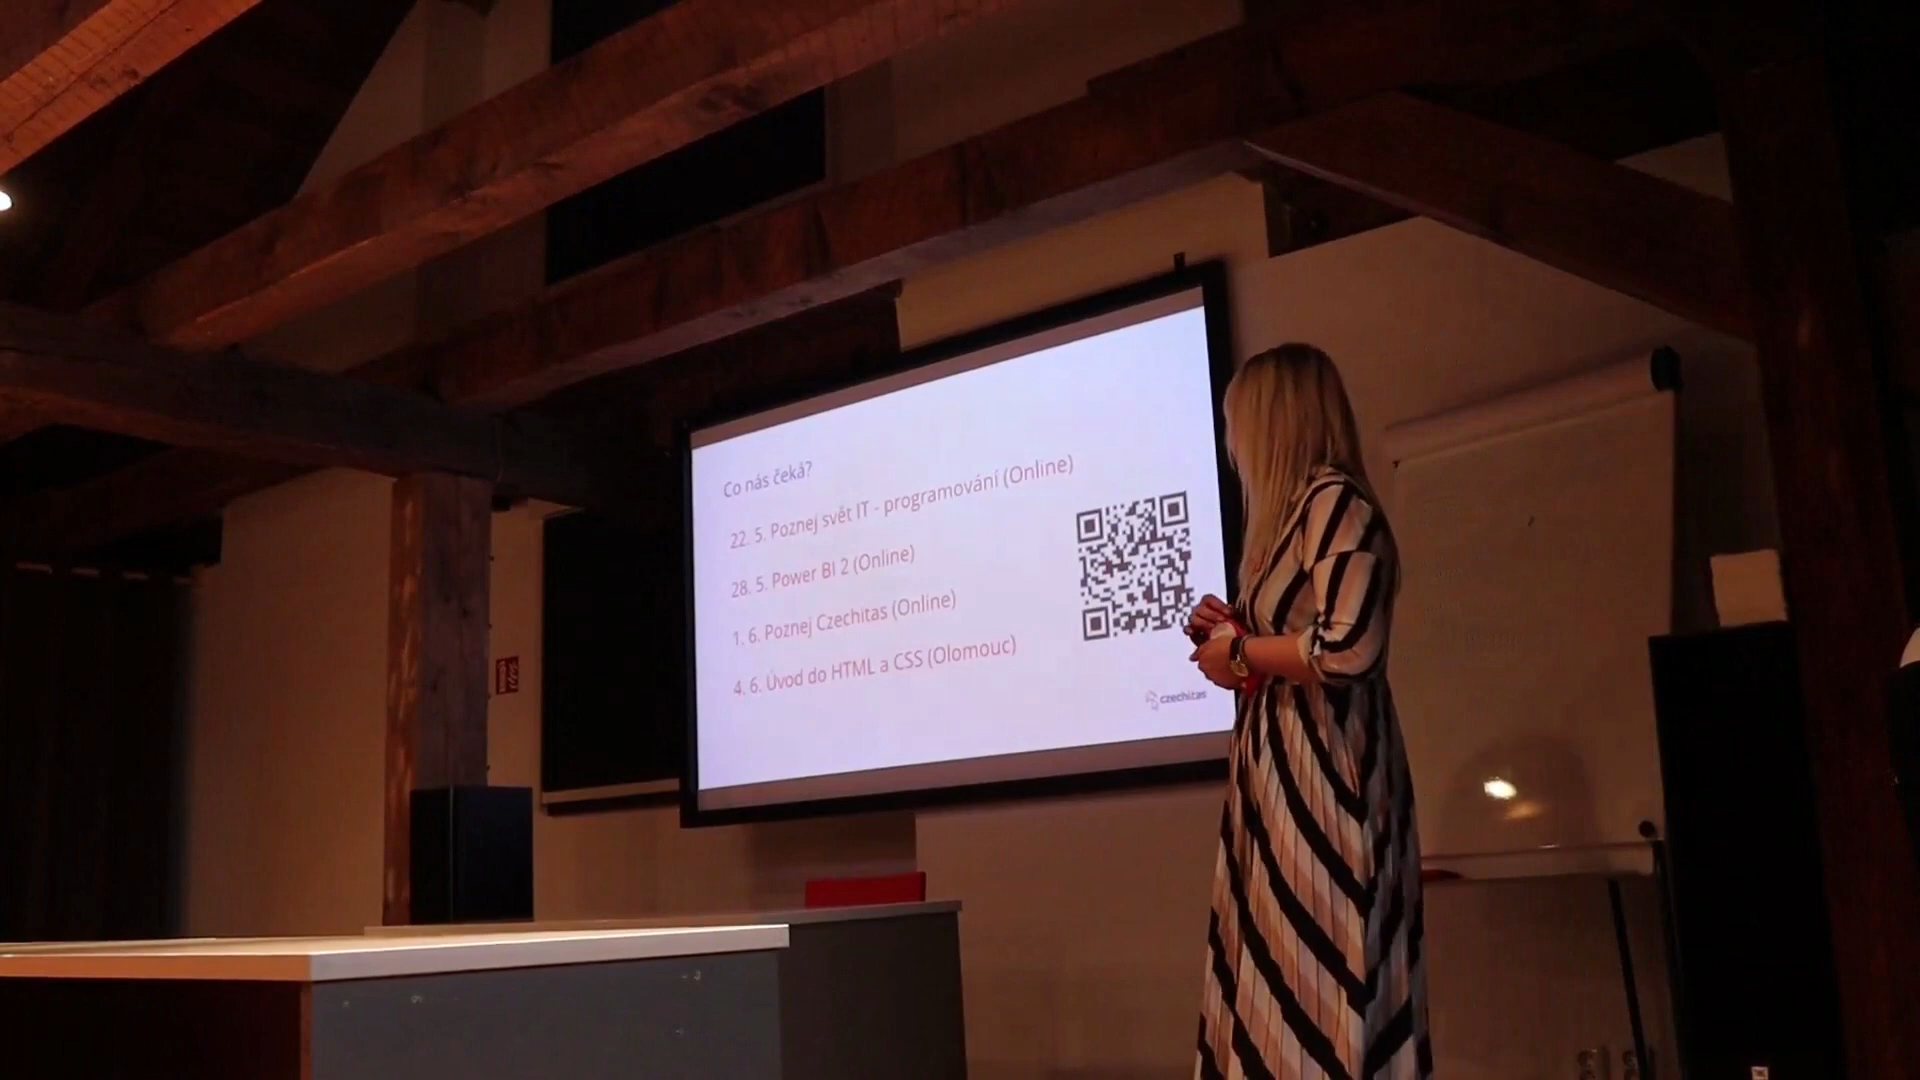 Co nás čeká?
22. 5. Poznej svět IT - programování (Online)
28. 5. Power BI 2 (Online)
1. 6. Poznej Czechitas (Online)
4. 6. Úvod do HTML a CSS (Olomouc)
czechitas